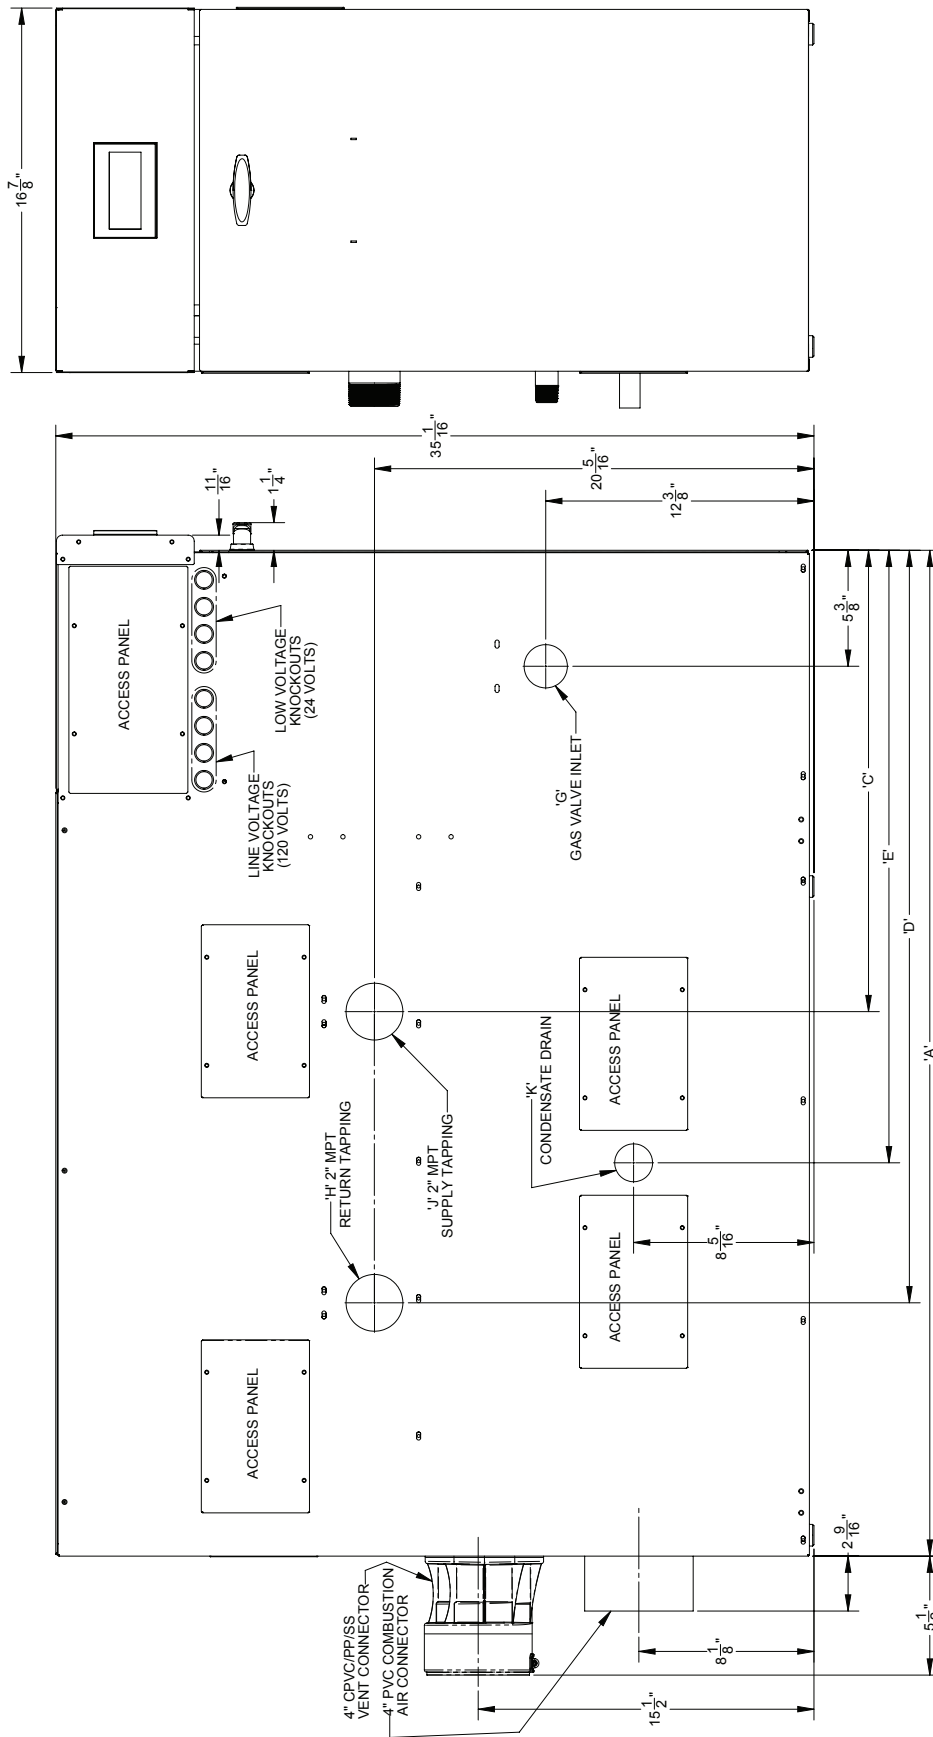 16 7/8"
35 1/16"
20 5/16"
12 3/8"
11/16"
1 1/4"
ACCESS PANEL
LOW VOLTAGE
KNOCKOUTS
(24 VOLTS)
LINE VOLTAGE
KNOCKOUTS
(120 VOLTS)
5 3/8"
'G'
GAS VALVE INLET
'C'
'E'
'D'
'A'
ACCESS PANEL
ACCESS PANEL
'K'
CONDENSATE DRAIN
'H' 2" MPT
RETURN TAPPING
'J' 2" MPT
SUPPLY TAPPING
8 5/16"
ACCESS PANEL
ACCESS PANEL
4" CPVC/PP/SS
VENT CONNECTOR
4" PVC COMBUSTION
AIR CONNECTOR
2 9/16"
5 1/2"
8 1/8"
15 1/2"